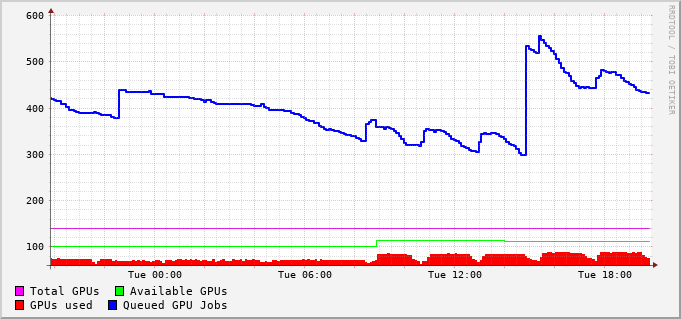 600
500
400
300
200
100
Tue 00:00 Tue 06:00 Tue 12:00 Tue 18:00
Total GPUs Available GPUs
GPUs used Queued GPU Jobs
RRDTOOL / TOBI OETIKER